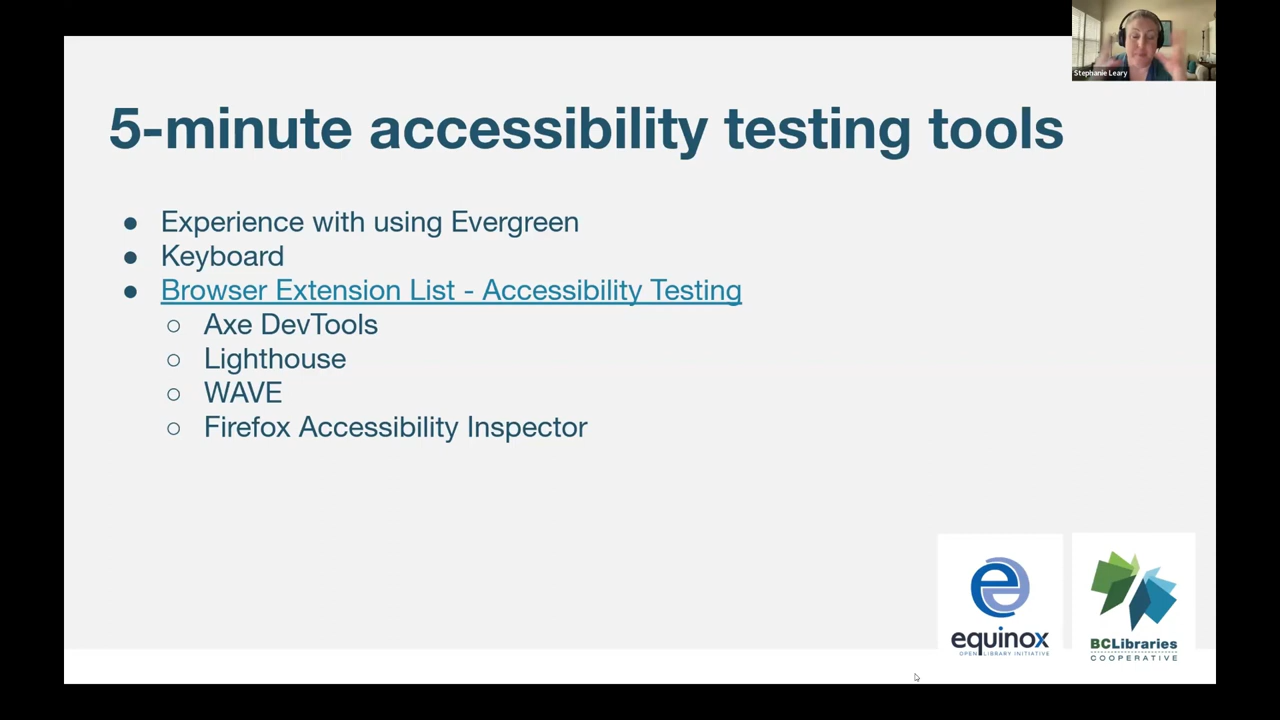 Stephanie Leary
5-minute accessibility testing tools
● Experience with using Evergreen
● Keyboard
● Browser Extension List - Accessibility Testing
○ Axe DevTools
○ Lighthouse
○ WAVE
○ Firefox Accessibility Inspector
equinox
OPEN LIBRARY INITIATIVE
BCLibraries
COOPERATIVE